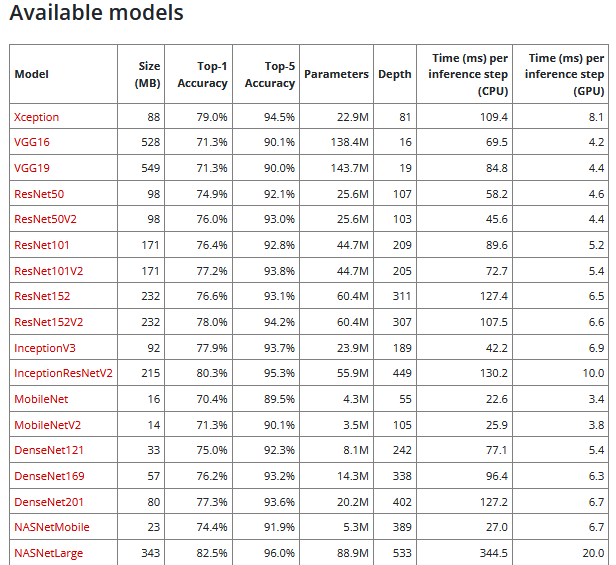 Available models
Model Size (MB) Top-1 Accuracy Top-5 Accuracy Parameters Depth Time (ms) per inference step (CPU) Time (ms) per inference step (GPU)
Xception 88 79.0% 94.5% 22.9M 81 109.4 8.1
VGG16 528 71.3% 90.1% 138.4M 16 69.5 4.2
VGG19 549 71.3% 90.0% 143.7M 19 84.8 4.4
ResNet50 98 74.9% 92.1% 25.6M 107 58.2 4.6
ResNet50V2 98 76.0% 93.0% 25.6M 103 45.6 4.4
ResNet101 171 76.4% 92.8% 44.7M 209 89.6 5.2
ResNet101V2 171 77.2% 93.8% 44.7M 205 72.7 5.4
ResNet152 232 76.6% 93.1% 60.4M 311 127.4 6.5
ResNet152V2 232 78.0% 94.2% 60.4M 307 107.5 6.6
InceptionV3 92 77.9% 93.7% 23.9M 189 42.2 6.9
InceptionResNetV2 215 80.3% 95.3% 55.9M 449 130.2 10.0
MobileNet 16 70.4% 89.5% 4.3M 55 22.6 3.4
MobileNetV2 14 71.3% 90.1% 3.5M 105 25.9 3.8
DenseNet121 33 75.0% 92.3% 8.1M 242 77.1 5.4
DenseNet169 57 76.2% 93.2% 14.3M 338 96.4 6.3
DenseNet201 80 77.3% 93.6% 20.2M 402 127.2 6.7
NASNetMobile 23 74.4% 91.9% 5.3M 389 27.0 6.7
NASNetLarge 343 82.5% 96.0% 88.9M 533 344.5 20.0